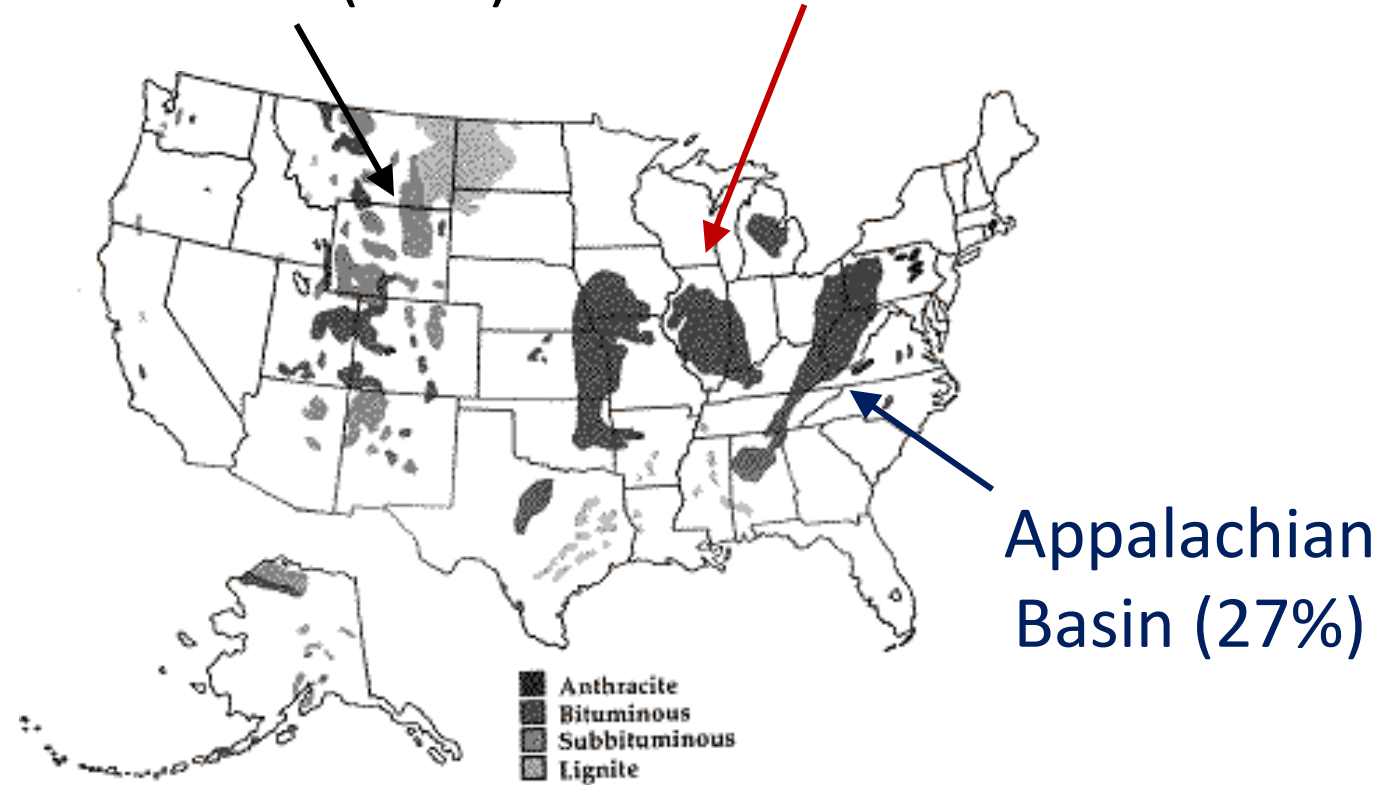 Appalachian
Basin (27%)
Anthracite
Bituminous
Subbituminous
Lignite